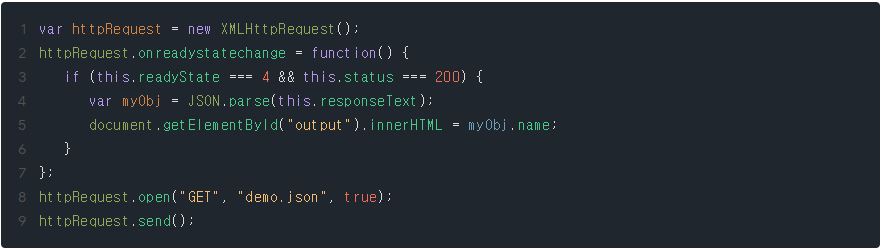 1 var httpRequest = new XMLHttpRequest();
2 httpRequest.onreadystatechange = function() {
3 if (this.readyState === 4 && this.status === 200) {
4 var myObj = JSON.parse(this.responseText);
5 document.getElementById("output").innerHTML = myObj.name;
6 }
7 };
8 httpRequest.open("GET", "demo.json", true);
9 httpRequest.send();